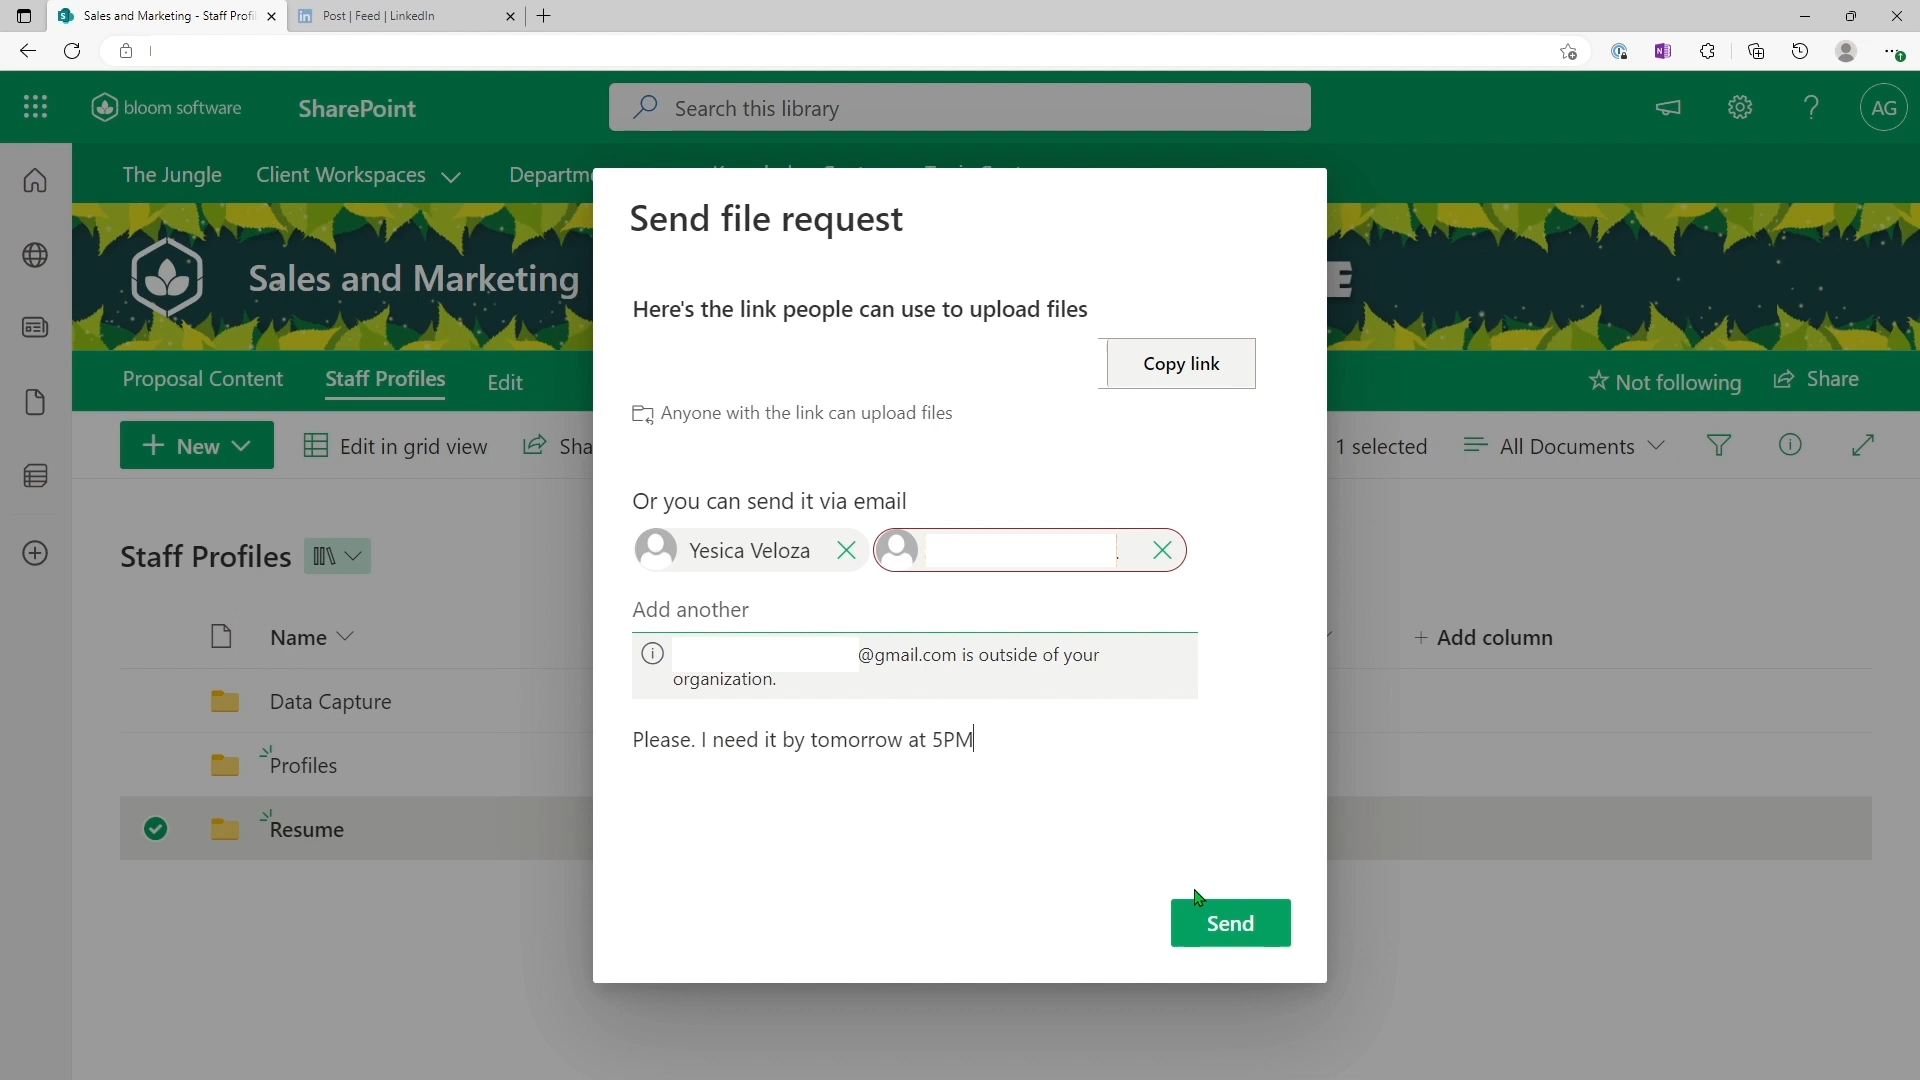 Sales and Marketing - Staff Profi
Post | Feed | LinkedIn
bloom software
SharePoint
Search this library
AG
The Jungle
Client Workspaces
Send file request
Sales and Marketing
E
Here's the link people can use to upload files
Copy link
Proposal Content
Staff Profiles
Edit
Not following
Share
Anyone with the link can upload files
New
Edit in grid view
1 selected
All Documents
Or you can send it via email
Yesica Veloza
Staff Profiles
Add another
Name
Add column
@gmail.com is outside of your
organization.
Data Capture
Please. I need it by tomorrow at 5PM
Profiles
Resume
Send